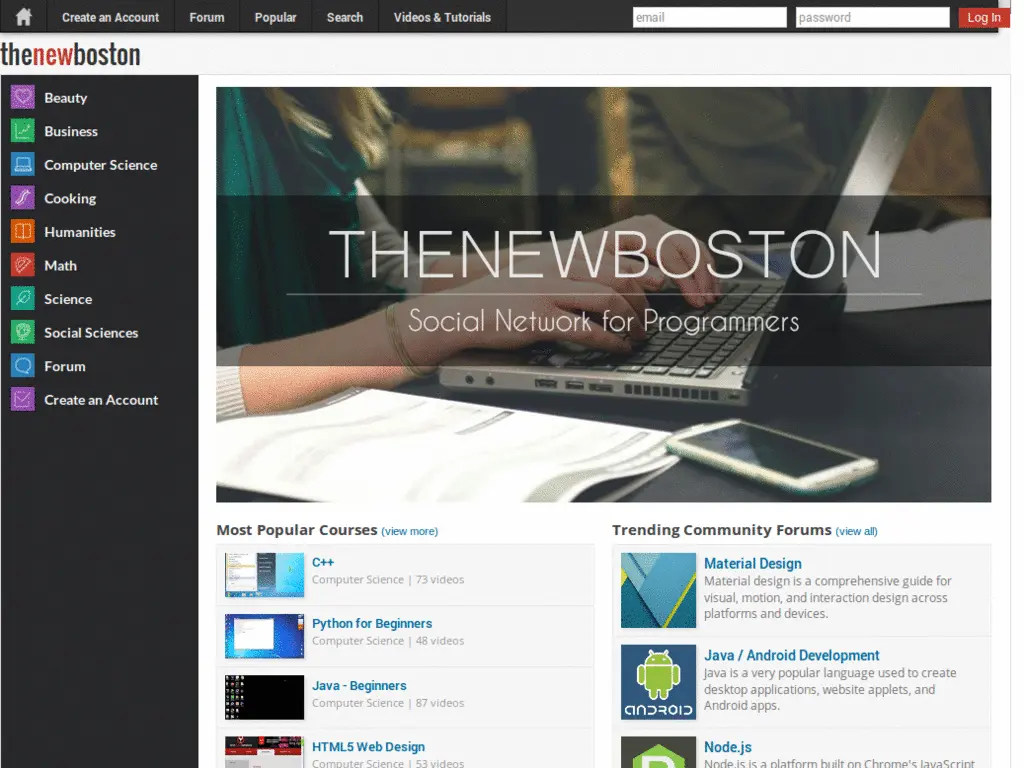 Create an Account
Forum
Popular
Search
Videos & Tutorials
email
password
Log In
thenewboston
Beauty
Business
Computer Science
Cooking
Humanities
Math
Science
Social Sciences
Forum
Create an Account
THENEWBOSTON
Social Network for Programmers
Most Popular Courses (view more)
C++
Computer Science | 73 videos
Python for Beginners
Computer Science | 48 videos
Java - Beginners
Computer Science | 87 videos
HTML5 Web Design
Computer Science | 53 videos
Trending Community Forums (view all)
Material Design
Material design is a comprehensive guide for
visual, motion, and interaction design across
platforms and devices.
ANDROID
Java / Android Development
Java is a very popular language used to create
desktop applications, website applets, and
Android apps.
Node.js
Node.js is a platform built on Chrome's JavaScript